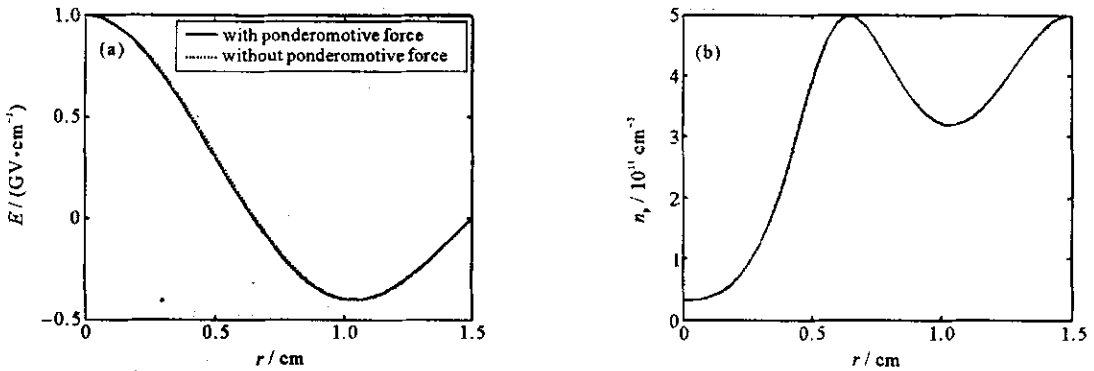 (a)
with ponderomotive force
without ponderomotive force
1.0
0.5
0
−0.5
E / (GV·cm⁻¹)
0
0.5
1.0
1.5
r / cm
(b)
5
4
3
2
1
0
/ 10¹¹ cm⁻³
0
0.5
1.0
1.5
r / cm